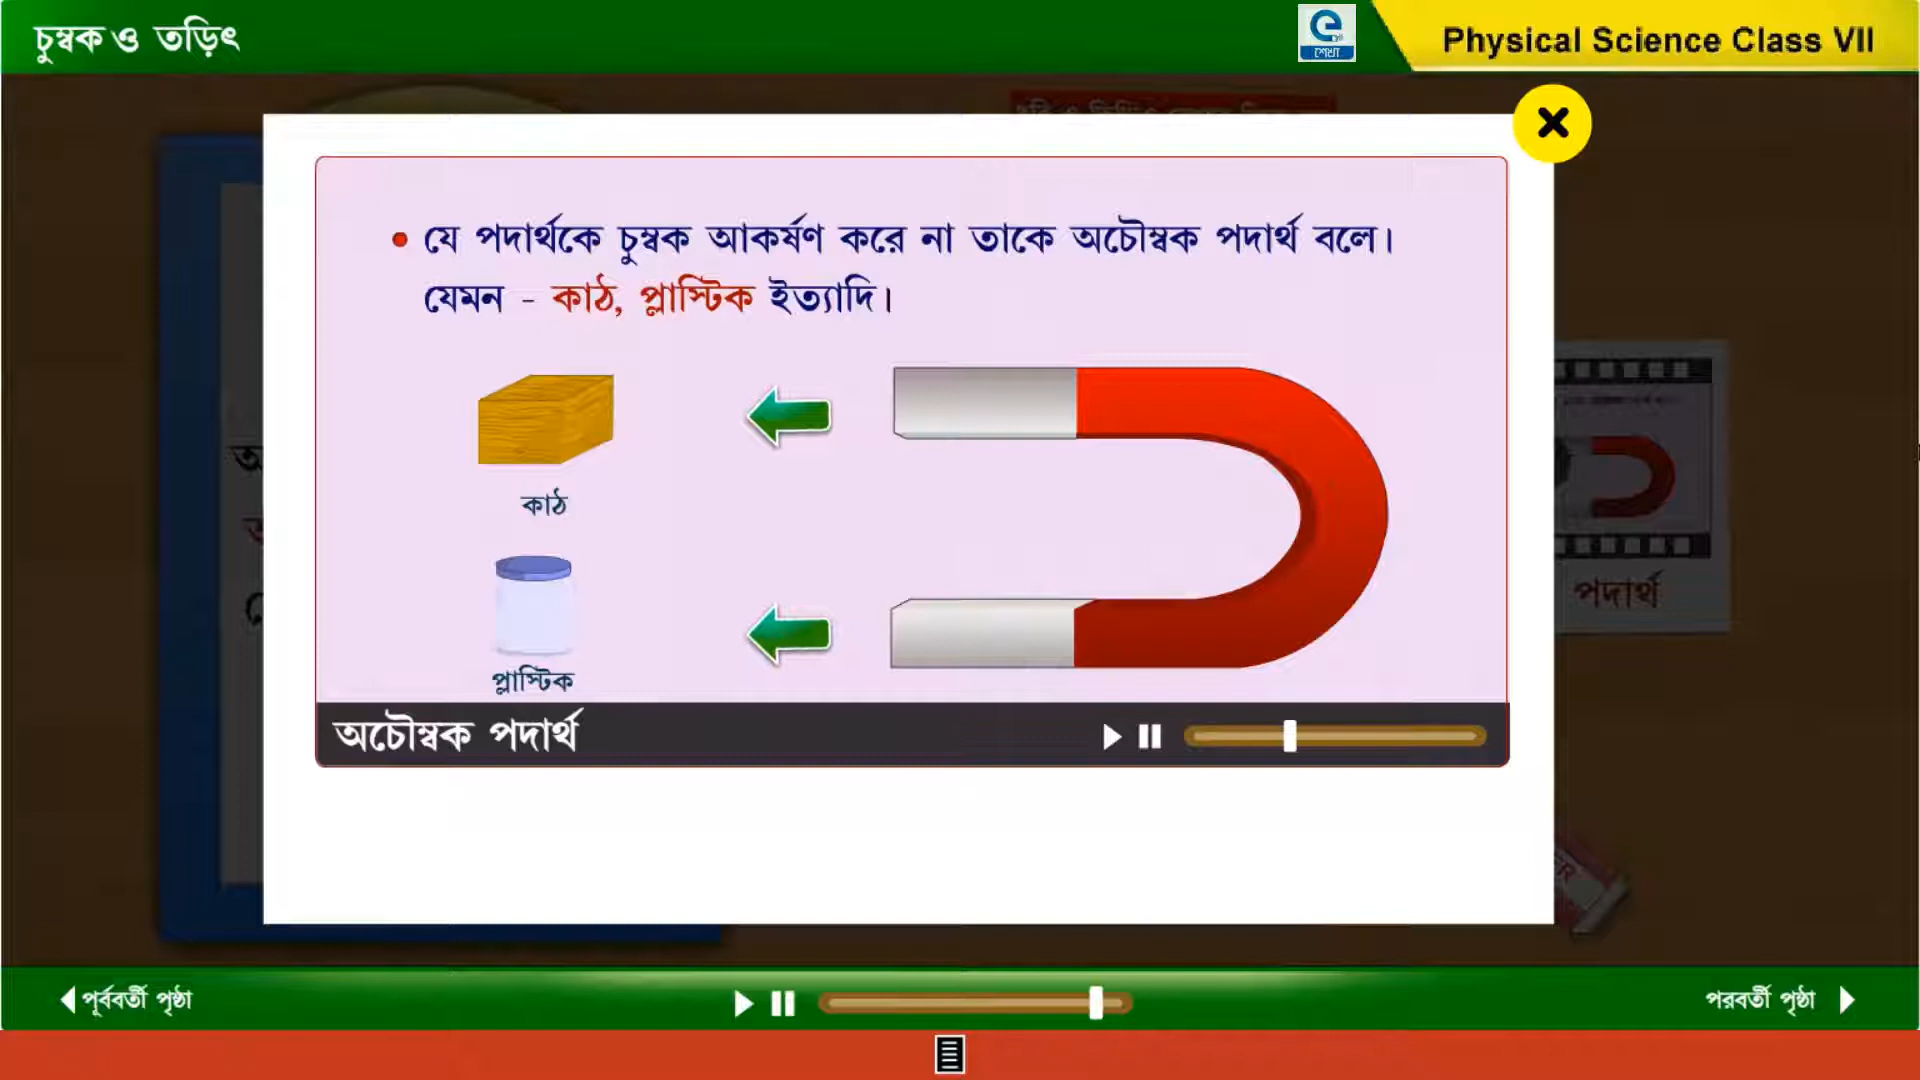 চুম্বক ও তড়িৎ
e
শেখা
Physical Science Class VII
• যে পদার্থকে চুম্বক আকর্ষণ করে না তাকে অচৌম্বক পদার্থ বলে।
যেমন - কাঠ, প্লাস্টিক ইত্যাদি।
কাঠ
প্লাস্টিক
পদার্থ
অচৌম্বক পদার্থ
পূর্ববর্তী পৃষ্ঠা
পরবর্তী পৃষ্ঠা